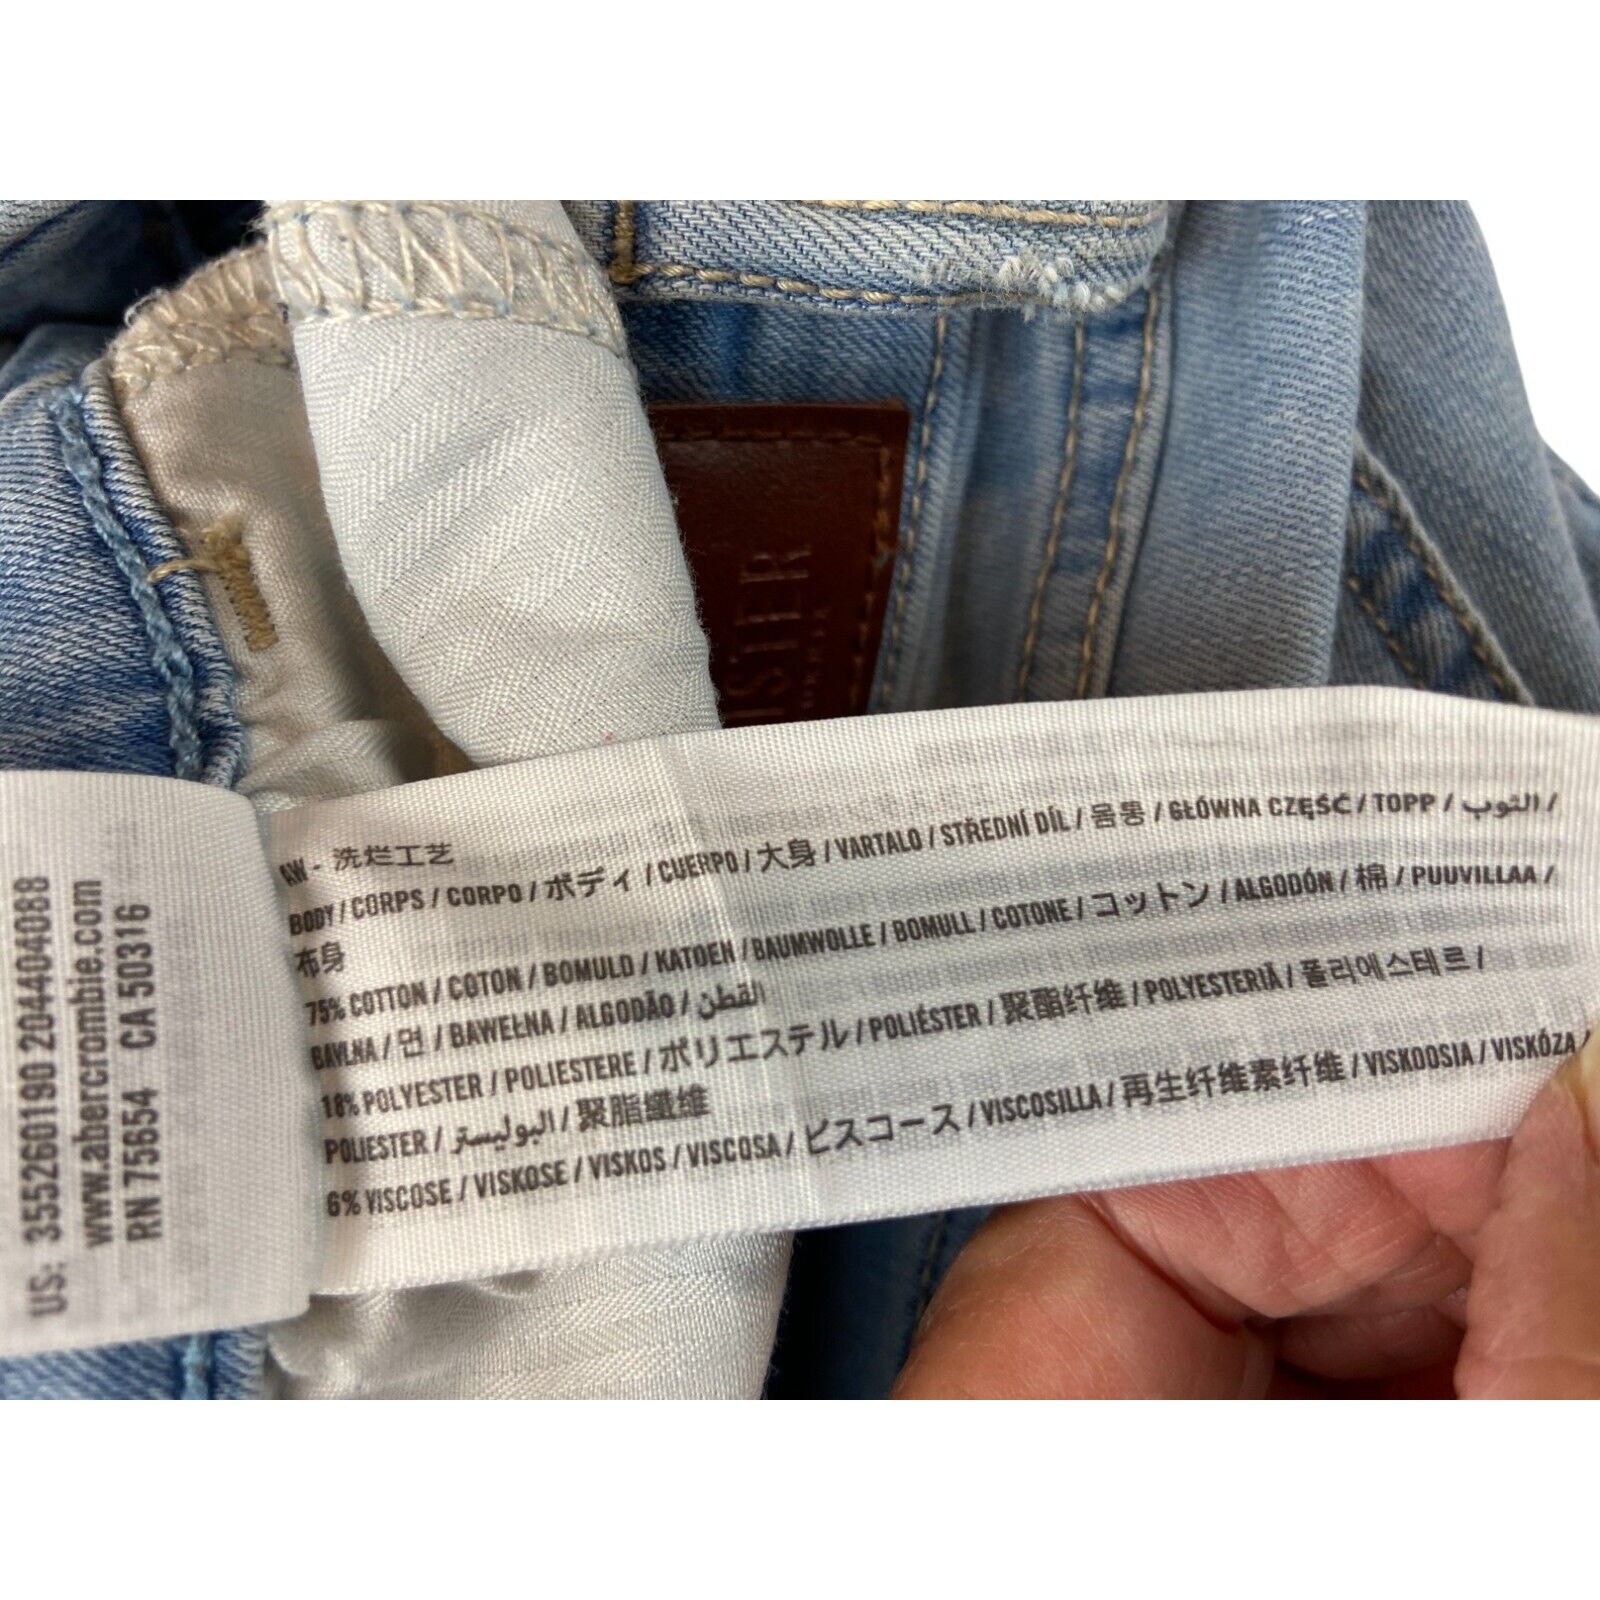 US: 355260190 204404088
www.abercrombie.com
RN 75654 CA 50316
AW - 洗烂工艺
BODY / CORPS / CORPO / ボディ / CUERPO / 大身 / VARTALO / STŘEDNÍ DÍL / 몸통 / GŁÓWNA CZĘŚĆ / TOPP / التوب /
布身
75% COTTON / COTON / BOMULD / KATOEN / BAUMWOLLE / BOMULL / COTONE / コットン / ALGODÓN / 棉 / PUUVILLAA /
BAVLNA / 면 / BAWEŁNA / ALGODÃO / القطن
18% POLYESTER / POLIESTERE / ポリエステル / POLIÉSTER / 聚酯纤维 / POLYESTERIÄ / 폴리에스테르 /
POLIESTER / البوليستر / 聚脂纖維
6% VISCOSE / VISKOSE / VISKOS / VISCOSA / ビスコース / VISCOSILLA / 再生纤维素纤维 / VISKOOSIA / VISKÓZA /